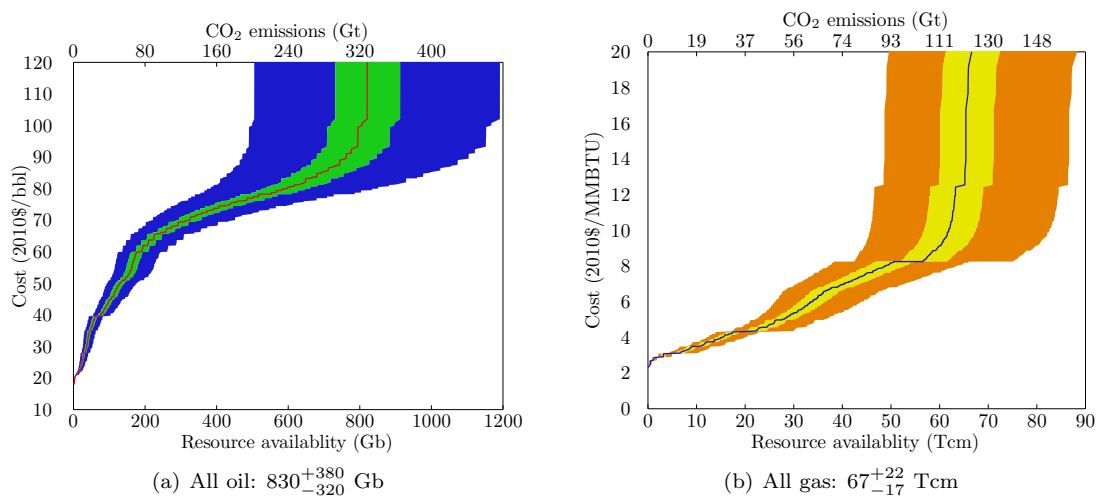 CO₂ emissions (Gt)
0 80 160 240 320 400
120
110
100
90
80
70
60
50
40
30
20
10
Cost (2010$/bbl)
0 200 400 600 800 1000 1200
Resource availablity (Gb)
(a) All oil: 830⁺³⁸⁰₋₃₂₀ Gb
CO₂ emissions (Gt)
0 19 37 56 74 93 111 130 148
20
18
16
14
12
10
8
6
4
2
0
Cost (2010$/MMBTU)
0 10 20 30 40 50 60 70 80 90
Resource availablity (Tcm)
(b) All gas: 67⁺²²₋₁₇ Tcm